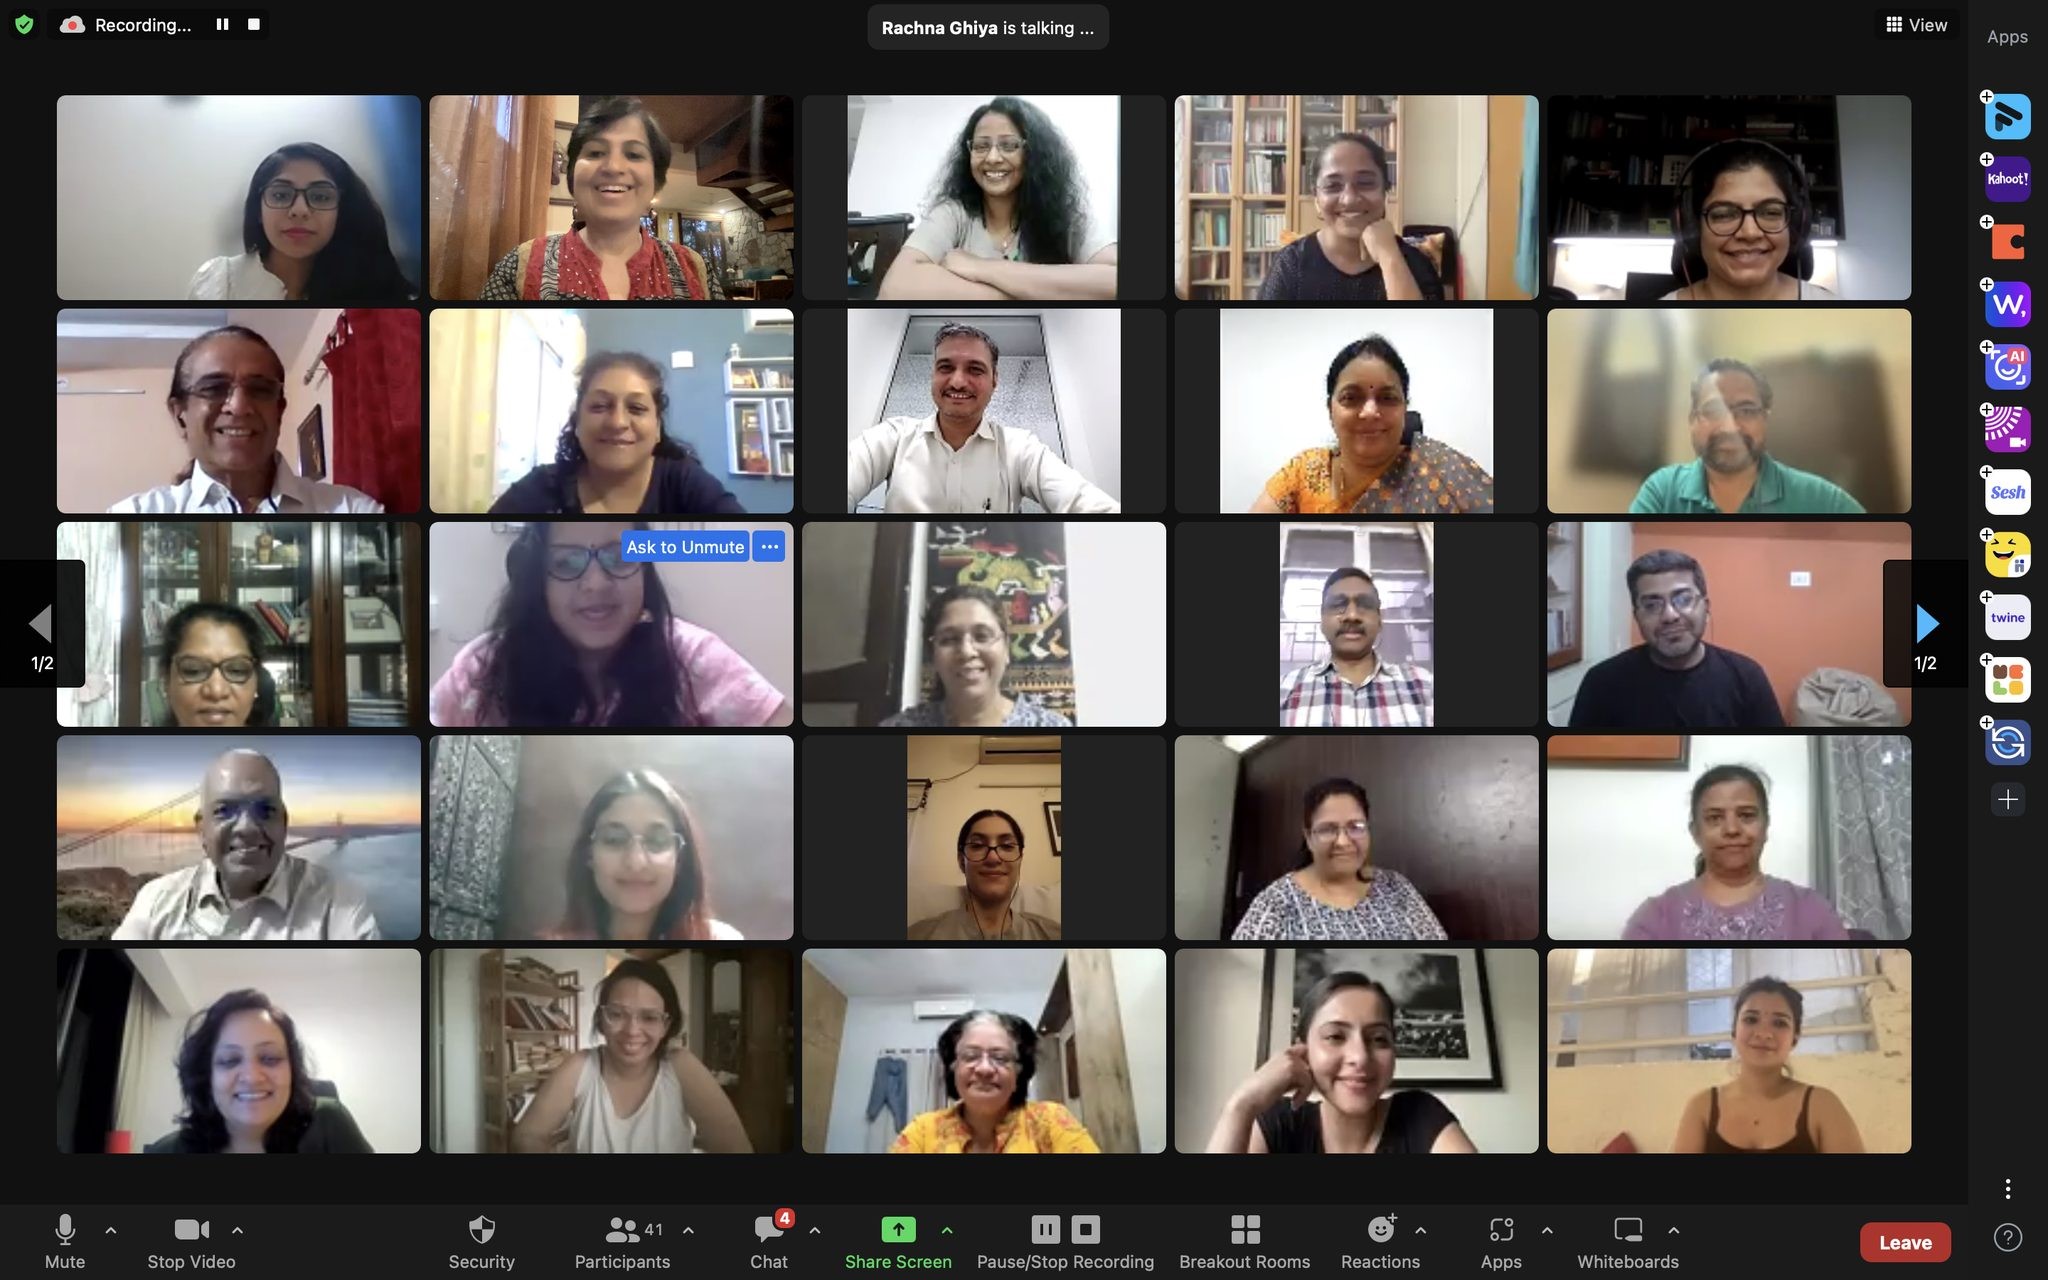 Recording...
Rachna Ghiya is talking ...
View
Apps
Kahoot!
W,
AI
Sesh
twine
Ask to Unmute
1/2
1/2
41
4
Mute
Stop Video
Security
Participants
Chat
Share Screen
Pause/Stop Recording
Breakout Rooms
Reactions
Apps
Whiteboards
Leave